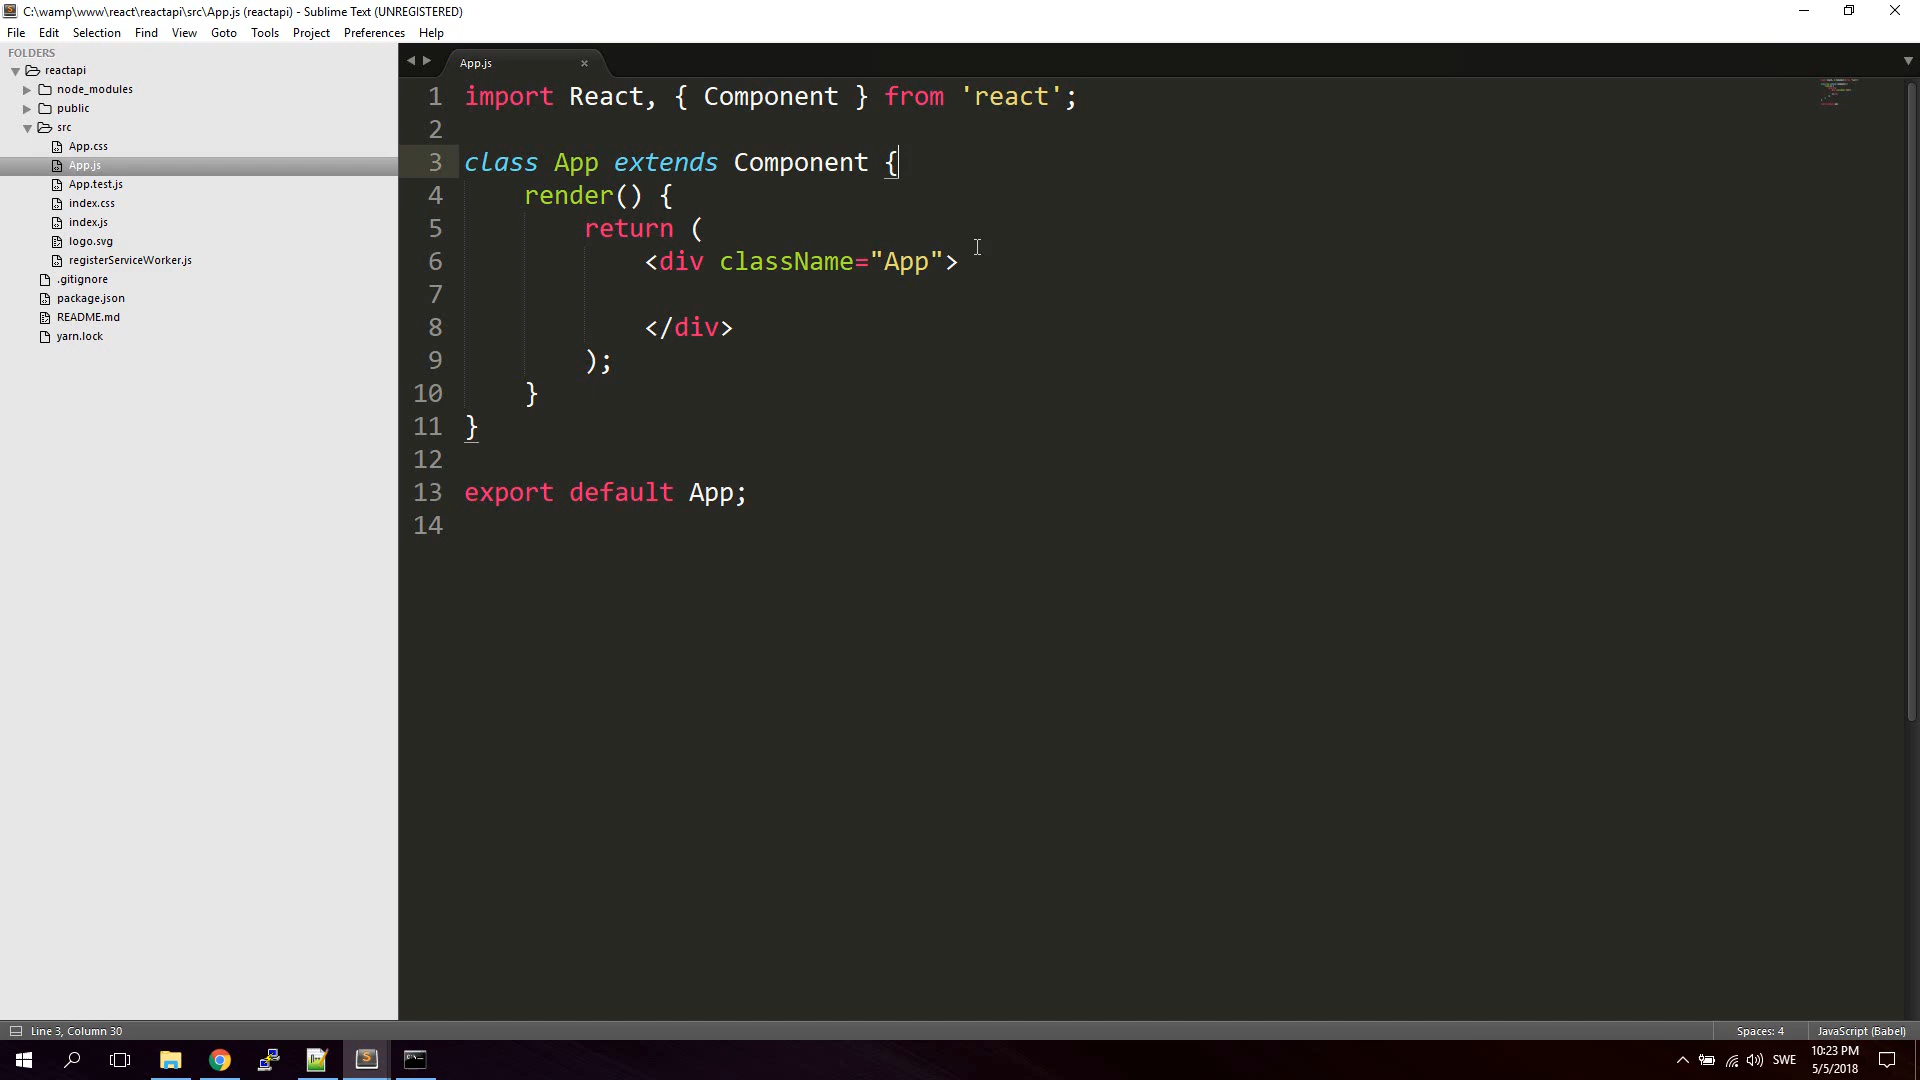 C:\wamp\www\react\reactapi\src\App.js (reactapi) - Sublime Text (UNREGISTERED)
File Edit Selection Find View Goto Tools Project Preferences Help
FOLDERS
reactapi
node_modules
public
src
App.css
App.js
App.test.js
index.css
index.js
logo.svg
registerServiceWorker.js
.gitignore
package.json
README.md
yarn.lock
App.js
1 import React, { Component } from 'react';
2
3 class App extends Component {
4 render() {
5 return (
6 <div className="App">
7
8 </div>
9 );
10 }
11 }
12
13 export default App;
14
Line 3, Column 30
Spaces: 4
JavaScript (Babel)
SWE
10:23 PM
5/5/2018